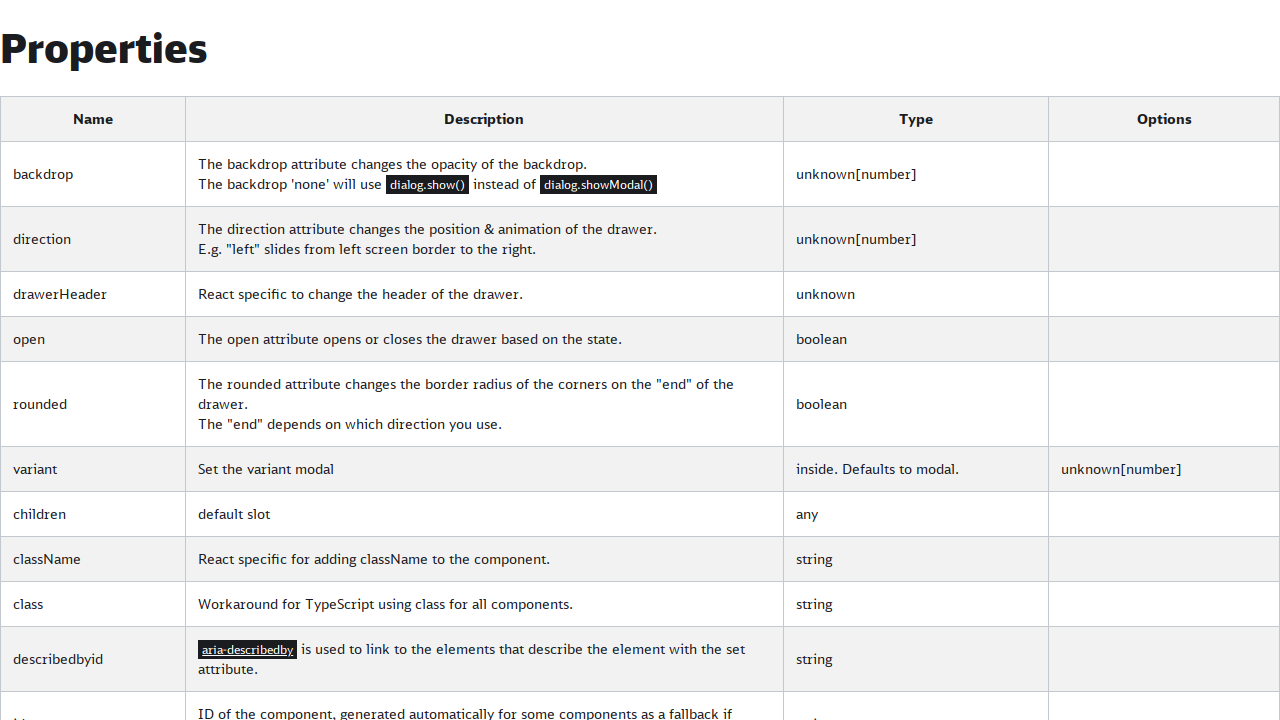 Properties
Name Description Type Options
backdrop The backdrop attribute changes the opacity of the backdrop. unknown[number]
The backdrop 'none' will use dialog.show() instead of dialog.showModal()
direction The direction attribute changes the position & animation of the drawer. unknown[number]
E.g. "left" slides from left screen border to the right.
drawerHeader React specific to change the header of the drawer. unknown
open The open attribute opens or closes the drawer based on the state. boolean
rounded The rounded attribute changes the border radius of the corners on the "end" of the boolean
drawer.
The "end" depends on which direction you use.
variant Set the variant modal inside. Defaults to modal. unknown[number]
children default slot any
className React specific for adding className to the component. string
class Workaround for TypeScript using class for all components. string
describedbyid aria-describedby is used to link to the elements that describe the element with the set string
attribute.
ID of the component, generated automatically for some components as a fallback if